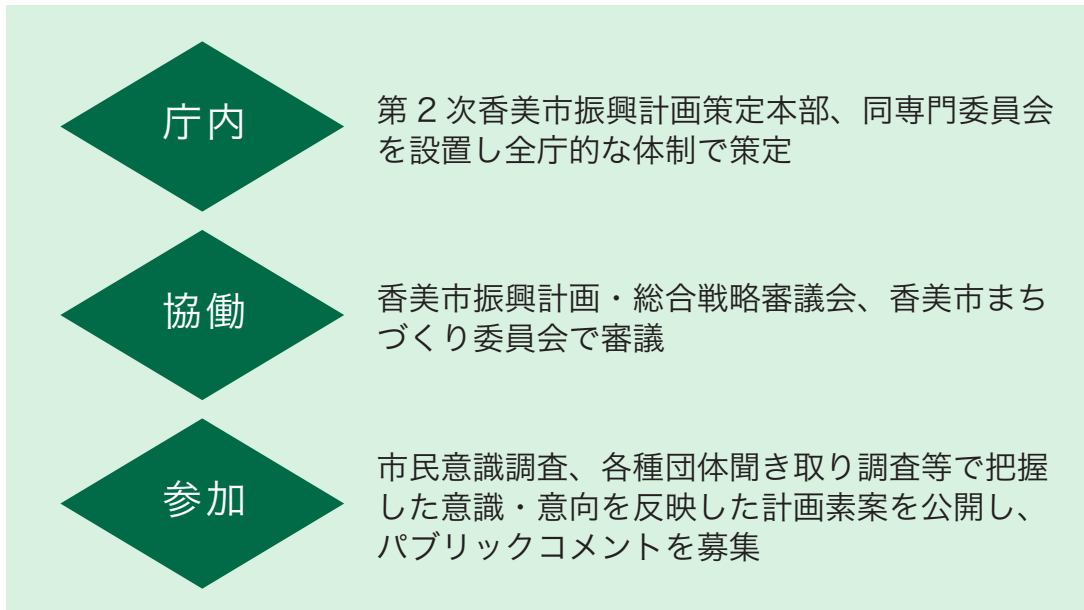 庁内
第2次香美市振興計画策定本部、同専門委員会
を設置し全庁的な体制で策定
協働
香美市振興計画・総合戦略審議会、香美市まち
づくり委員会で審議
参加
市民意識調査、各種団体聞き取り調査等で把握
した意識・意向を反映した計画素案を公開し、
パブリックコメントを募集